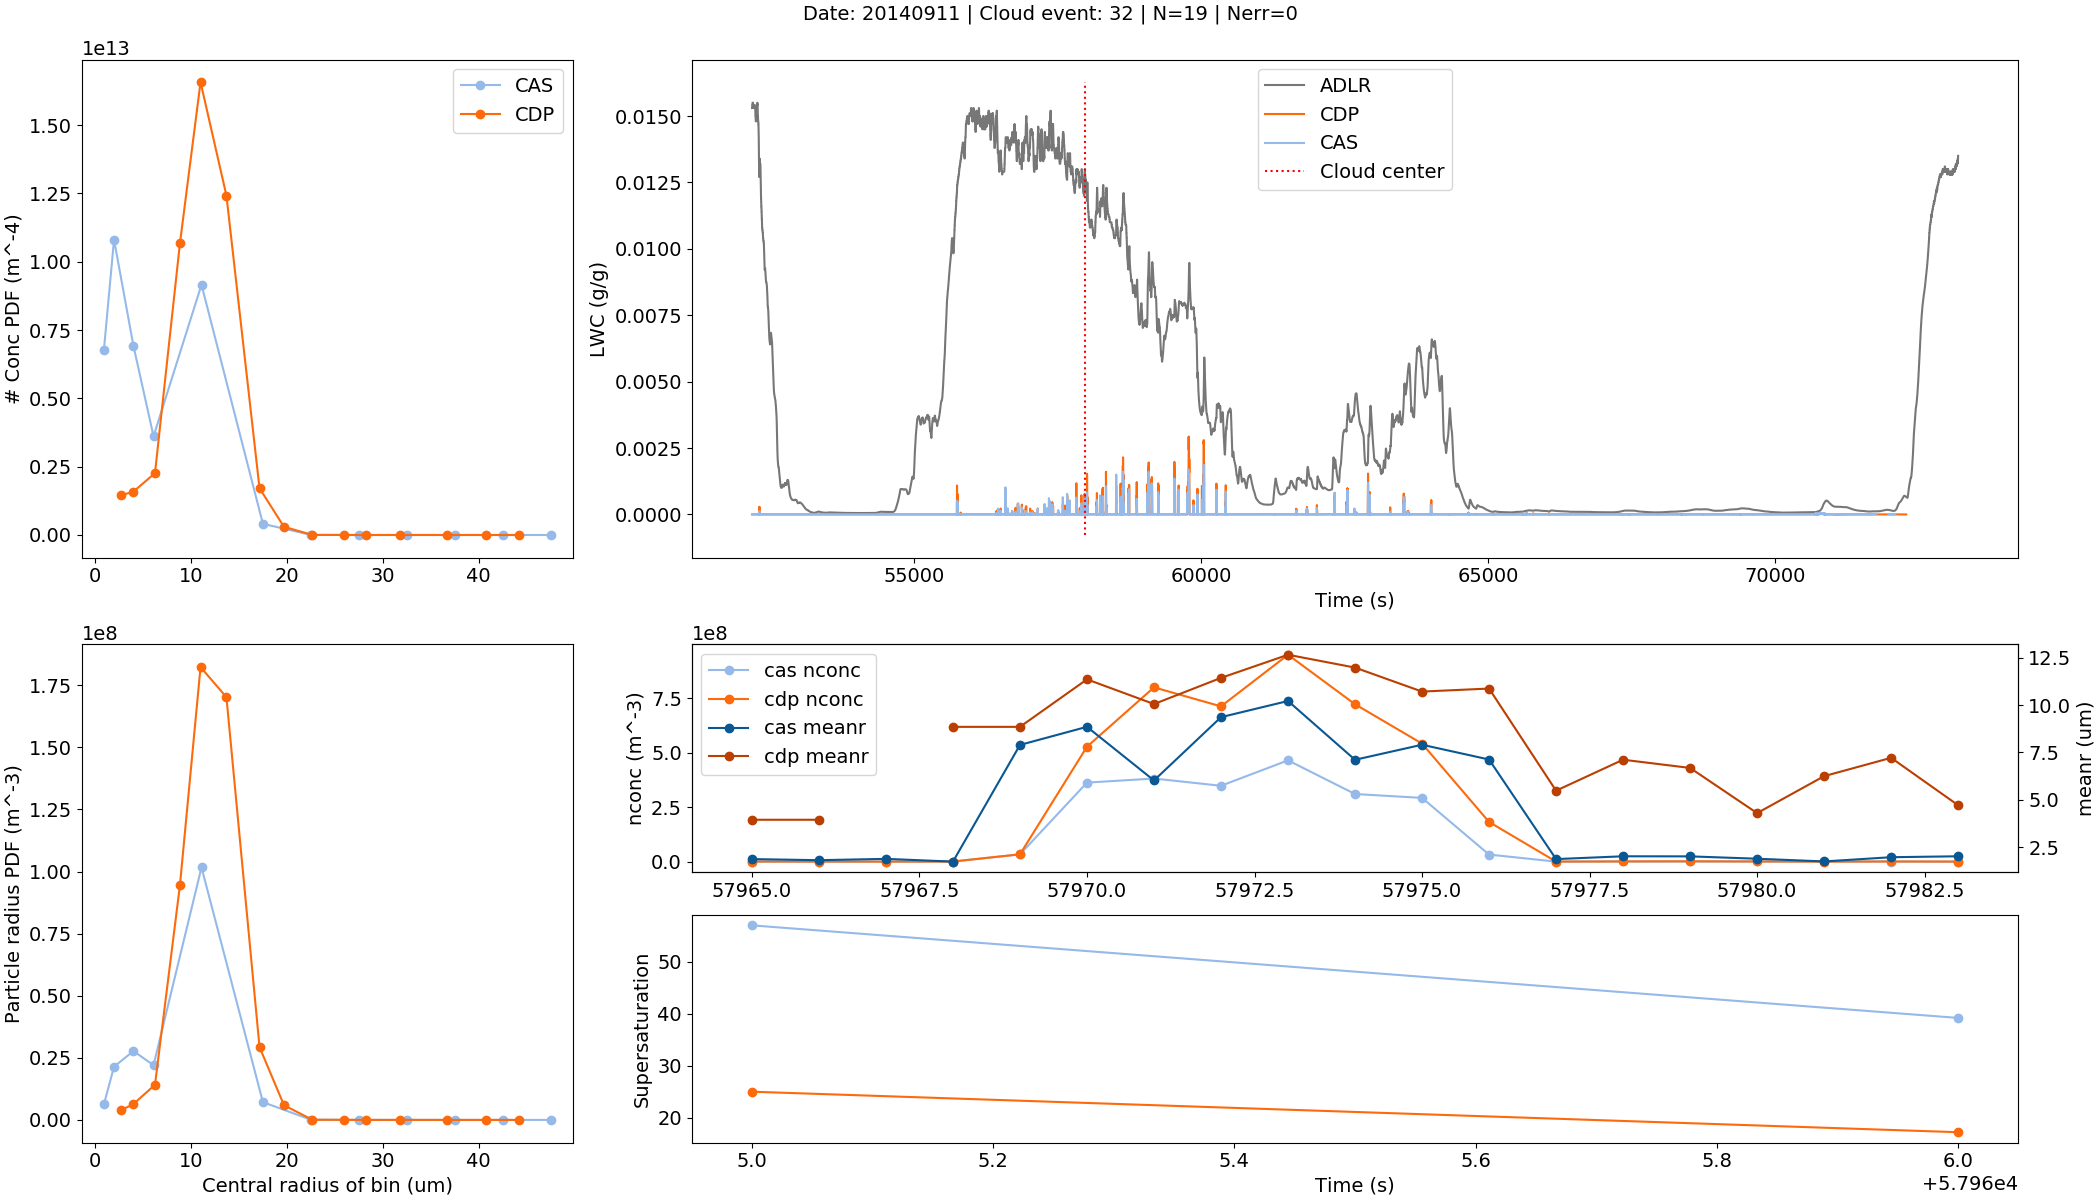 Date: 20140911 | Cloud event: 32 | N=19 | Nerr=0
1e13
# Conc PDF (m^-4)
1.50
1.25
1.00
0.75
0.50
0.25
0.00
0
10
20
30
40
CAS
CDP
LWC (g/g)
0.0150
0.0125
0.0100
0.0075
0.0050
0.0025
0.0000
55000
60000
65000
70000
Time (s)
ADLR
CDP
CAS
Cloud center
1e8
Particle radius PDF (m^-3)
1.75
1.50
1.25
1.00
0.75
0.50
0.25
0.00
0
10
20
30
40
Central radius of bin (um)
1e8
nconc (m^-3)
7.5
5.0
2.5
0.0
cas nconc
cdp nconc
cas meanr
cdp meanr
12.5
10.0
7.5
5.0
2.5
meanr (um)
57965.0
57967.5
57970.0
57972.5
57975.0
57977.5
57980.0
57982.5
Supersaturation
50
40
30
20
5.0
5.2
5.4
5.6
5.8
6.0
Time (s)
+5.796e4